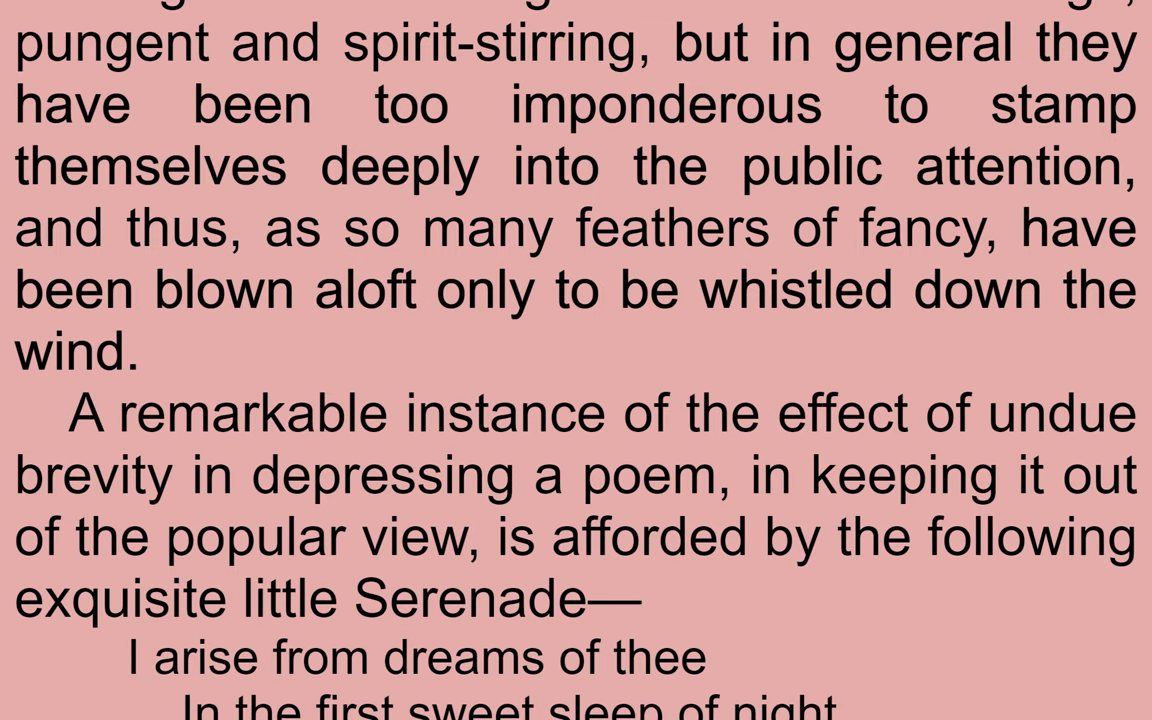 pungent and spirit-stirring, but in general they
have been too imponderous to stamp
themselves deeply into the public attention,
and thus, as so many feathers of fancy, have
been blown aloft only to be whistled down the
wind.
A remarkable instance of the effect of undue
brevity in depressing a poem, in keeping it out
of the popular view, is afforded by the following
exquisite little Serenade—
I arise from dreams of thee
In the first sweet sleep of night